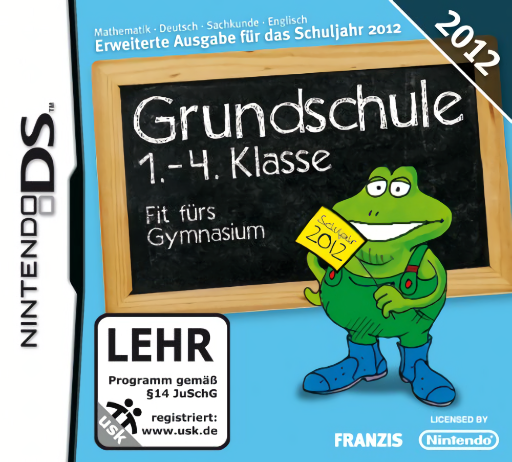 Mathematik · Deutsch · Sachkunde · Englisch
Erweiterte Ausgabe für das Schuljahr 2012
2012
NINTENDO DS™
Grundschule
1.-4. Klasse
Fit fürs
Gymnasium
Schuljahr
2012
LEHR
Programm gemäß
§14 JuSchG
registriert:
www.usk.de
usk
FRANZIS
LICENSED BY
Nintendo